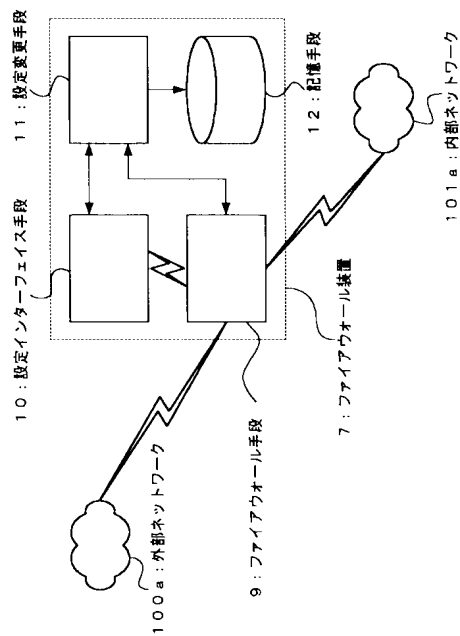 11:設定変更手段
12:記憶手段
101a:内部ネットワーク
10:設定インターフェイス手段
7:ファイアウォール装置
9:ファイアウォール手段
100a:外部ネットワーク